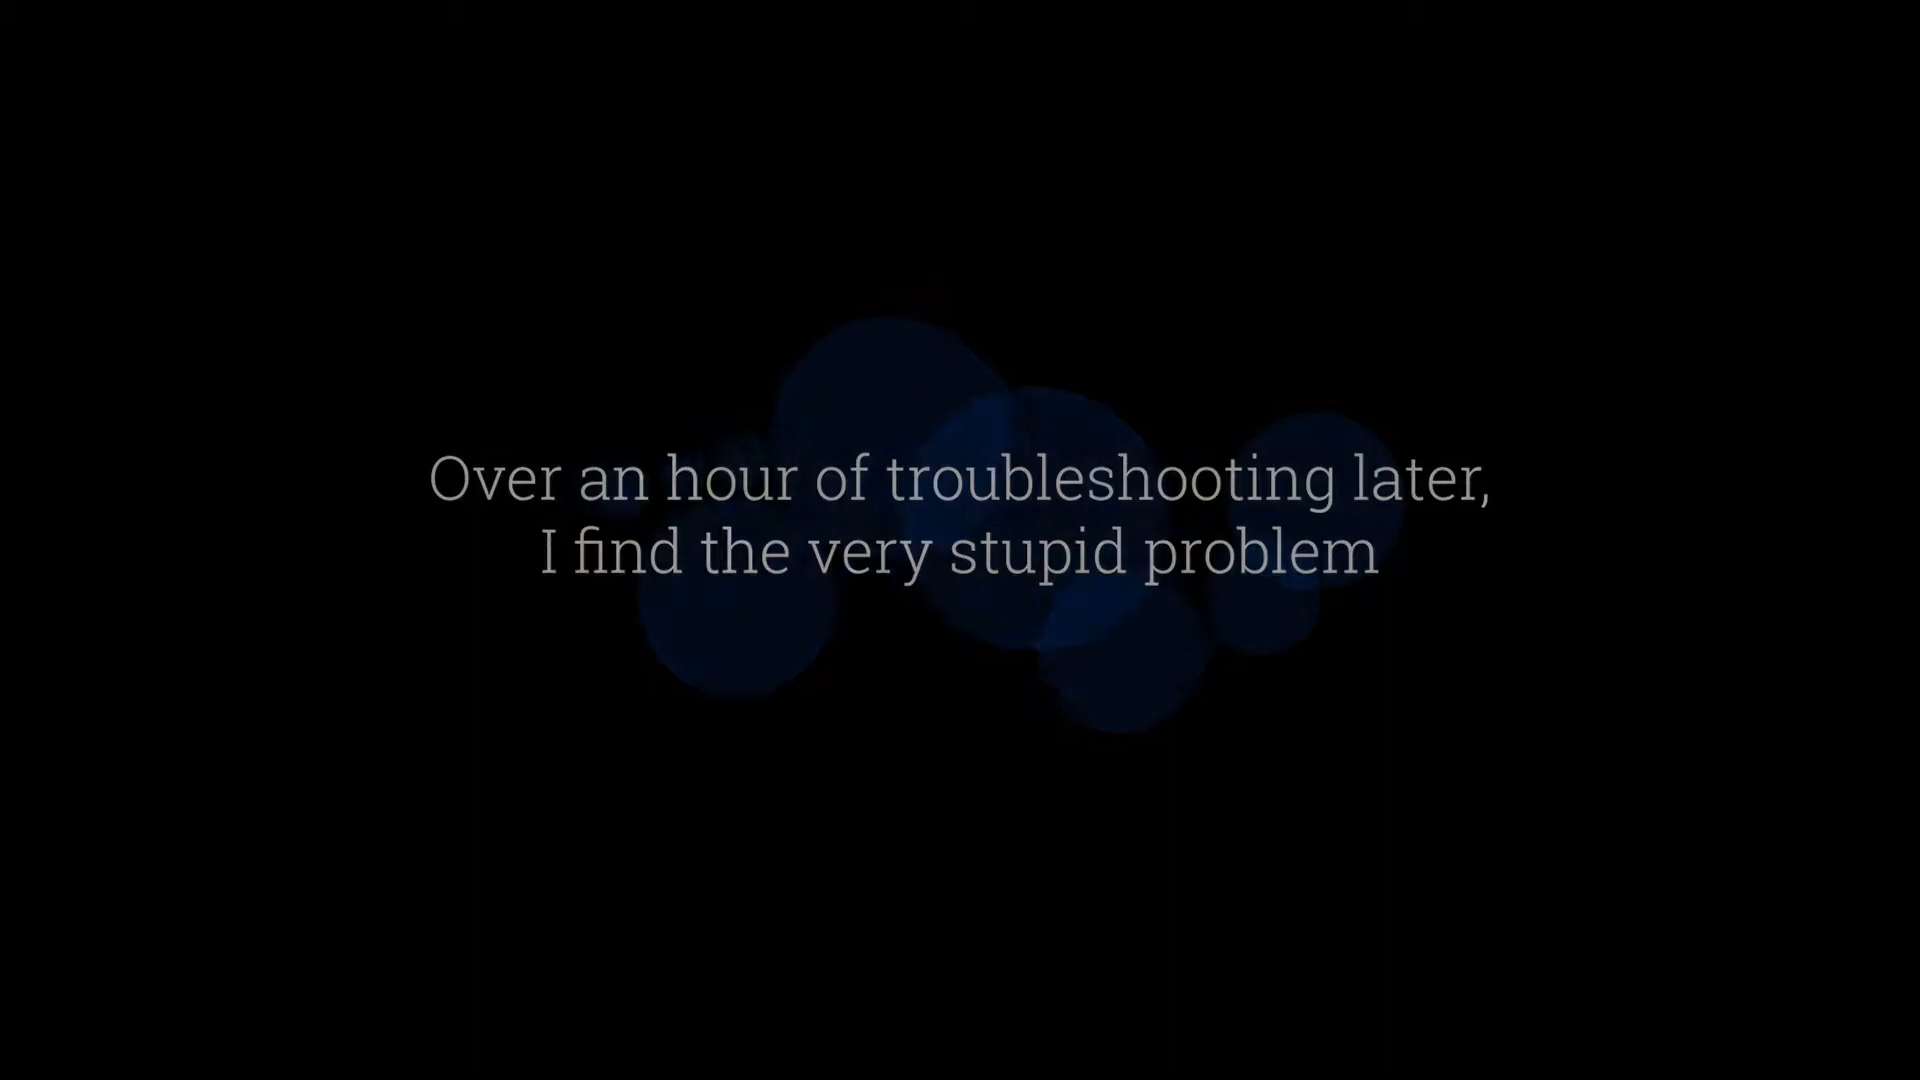 Over an hour of troubleshooting later,
I find the very stupid problem